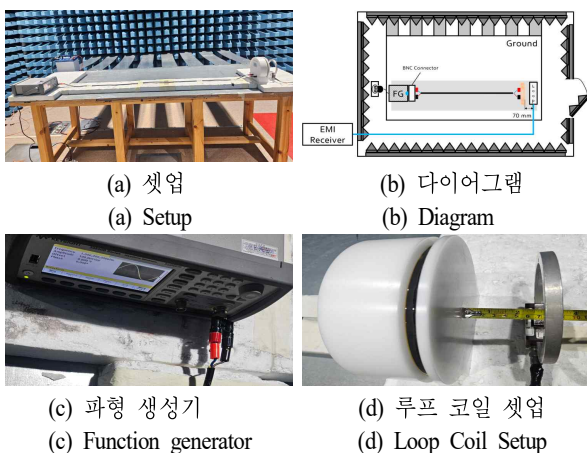 Ground
BNC Connector
FG
70 mm
EMI
Receiver
(a) 셋업
(a) Setup
(b) 다이어그램
(b) Diagram
(c) 파형 생성기
(c) Function generator
(d) 루프 코일 셋업
(d) Loop Coil Setup